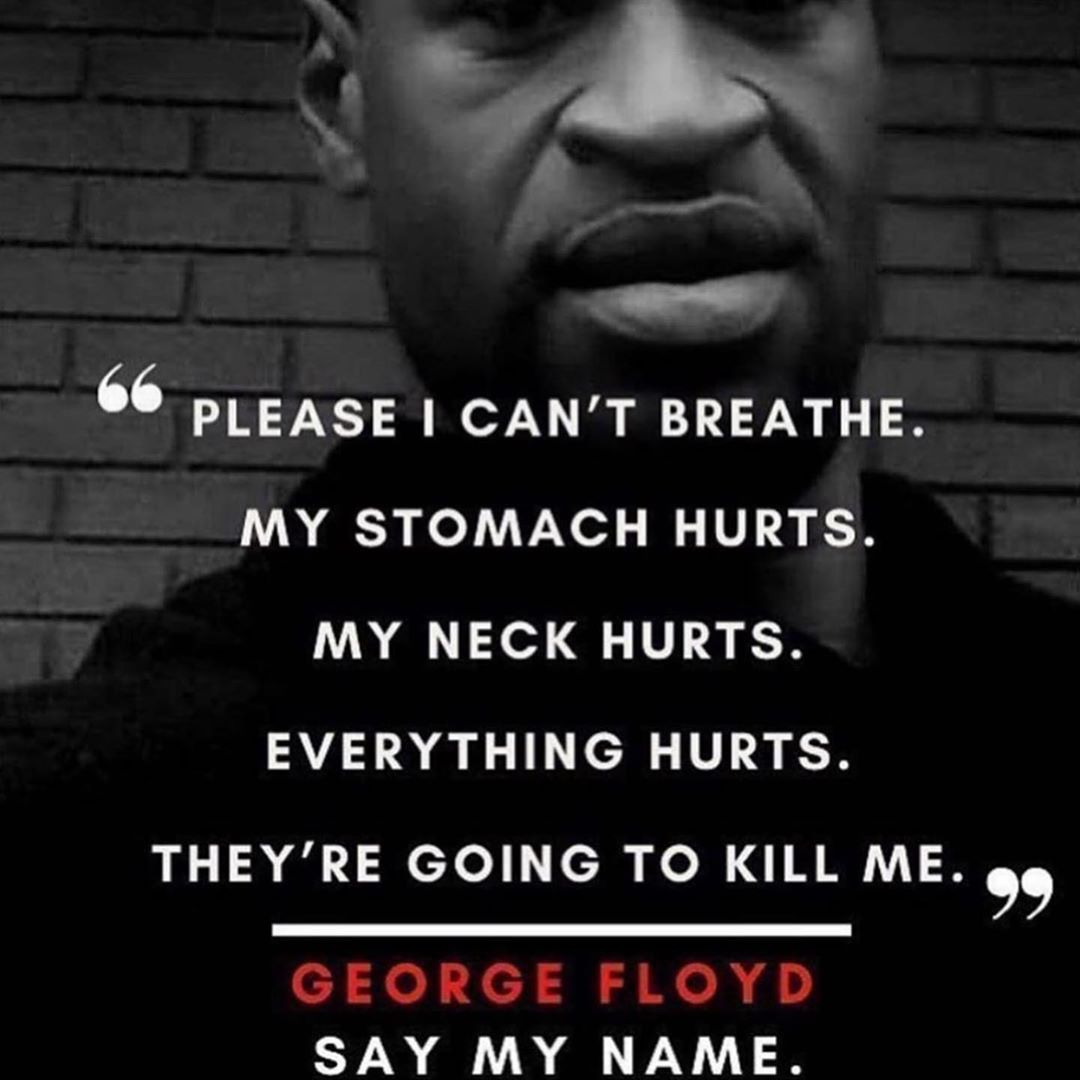 “ PLEASE I CAN’T BREATHE.
MY STOMACH HURTS.
MY NECK HURTS.
EVERYTHING HURTS.
THEY’RE GOING TO KILL ME. ”
GEORGE FLOYD
SAY MY NAME.